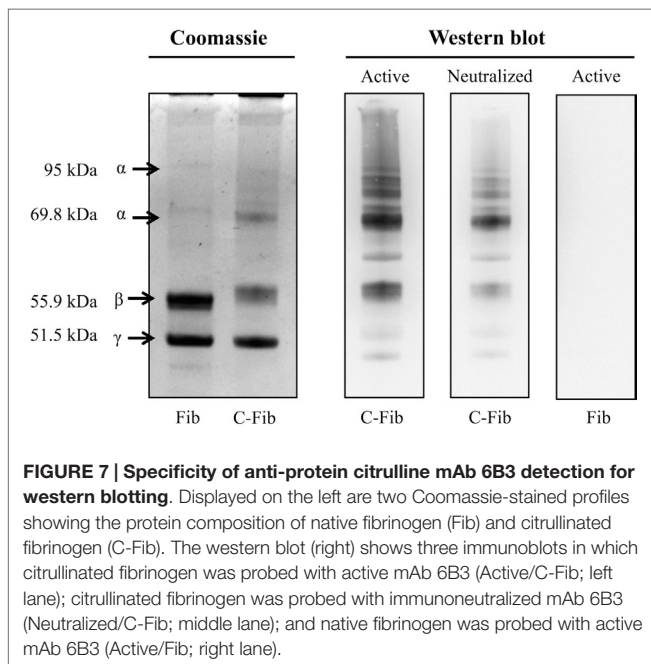 Coomassie
Western blot
Active
Neutralized
Active
95 kDa α
69.8 kDa α
55.9 kDa β
51.5 kDa γ
Fib
C-Fib
C-Fib
C-Fib
Fib
FIGURE 7 | Specificity of anti-protein citrulline mAb 6B3 detection for
western blotting. Displayed on the left are two Coomassie-stained profiles
showing the protein composition of native fibrinogen (Fib) and citrullinated
fibrinogen (C-Fib). The western blot (right) shows three immunoblots in which
citrullinated fibrinogen was probed with active mAb 6B3 (Active/C-Fib; left
lane); citrullinated fibrinogen was probed with immunoneutralized mAb 6B3
(Neutralized/C-Fib; middle lane); and native fibrinogen was probed with active
mAb 6B3 (Active/Fib; right lane).